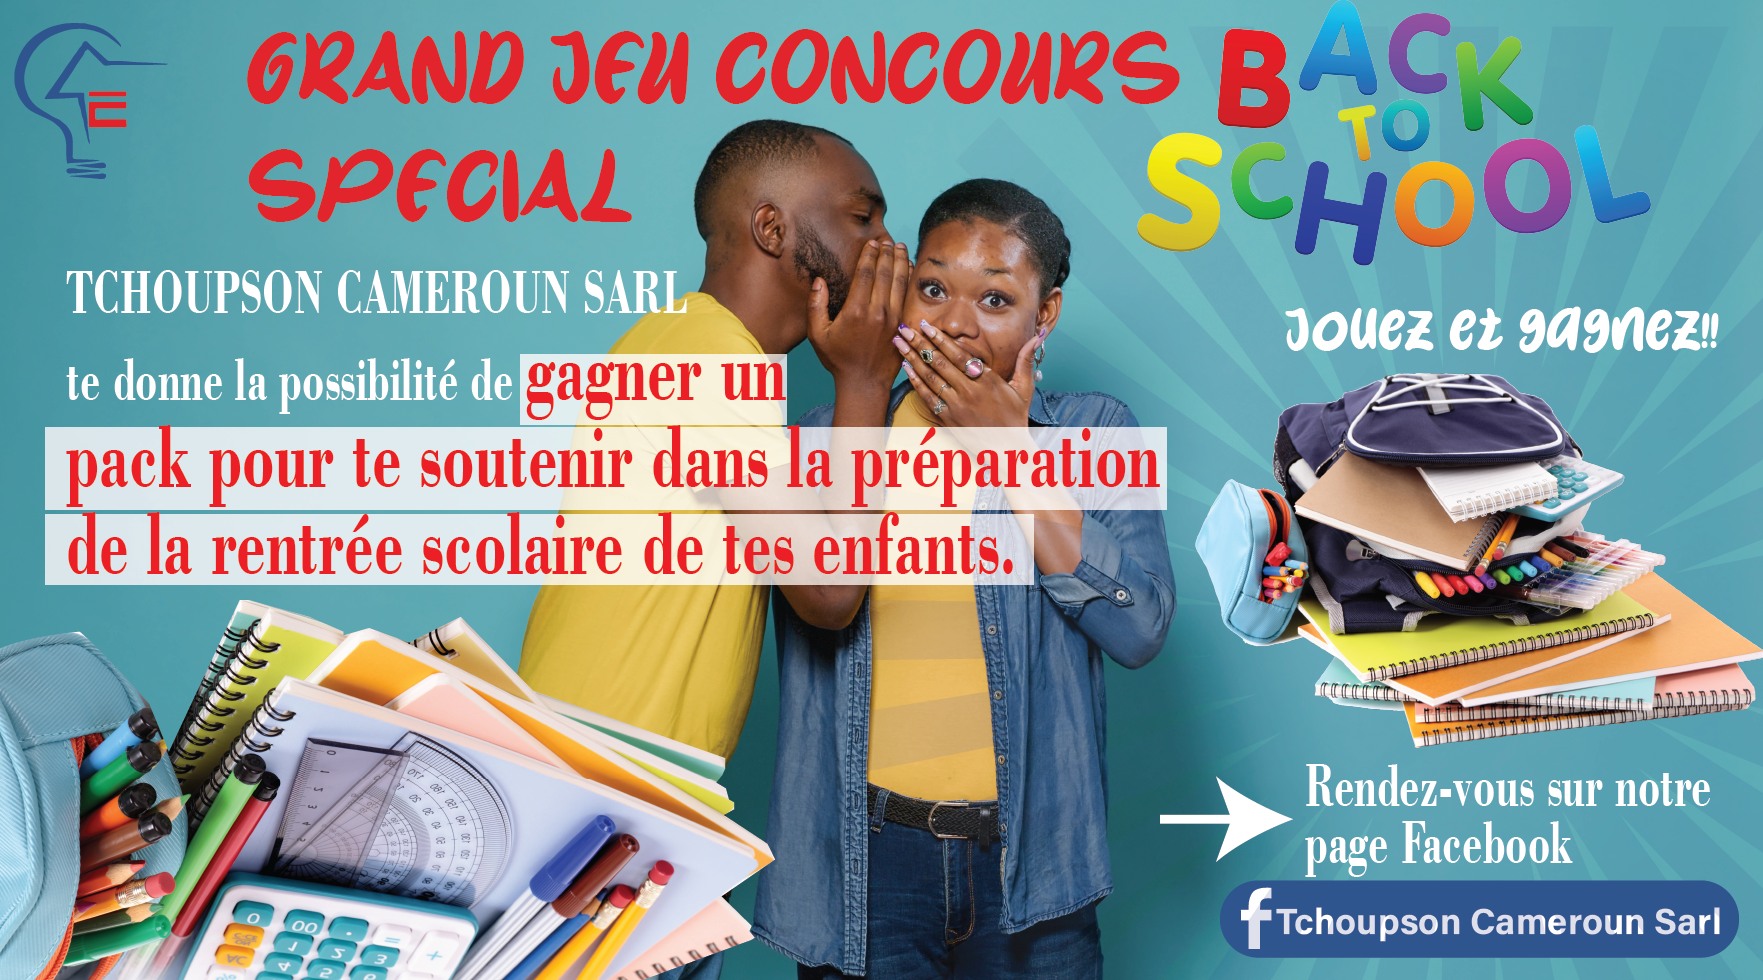 GRAND JEU CONCOURS
SPECIAL
BACK
TO
SCHOOL
TCHOUPSON CAMEROUN SARL
te donne la possibilité de gagner un
pack pour te soutenir dans la préparation
de la rentrée scolaire de tes enfants.
Jouez et gagnez!!
Rendez-vous sur notre
page Facebook
f Tchoupson Cameroun Sarl
E